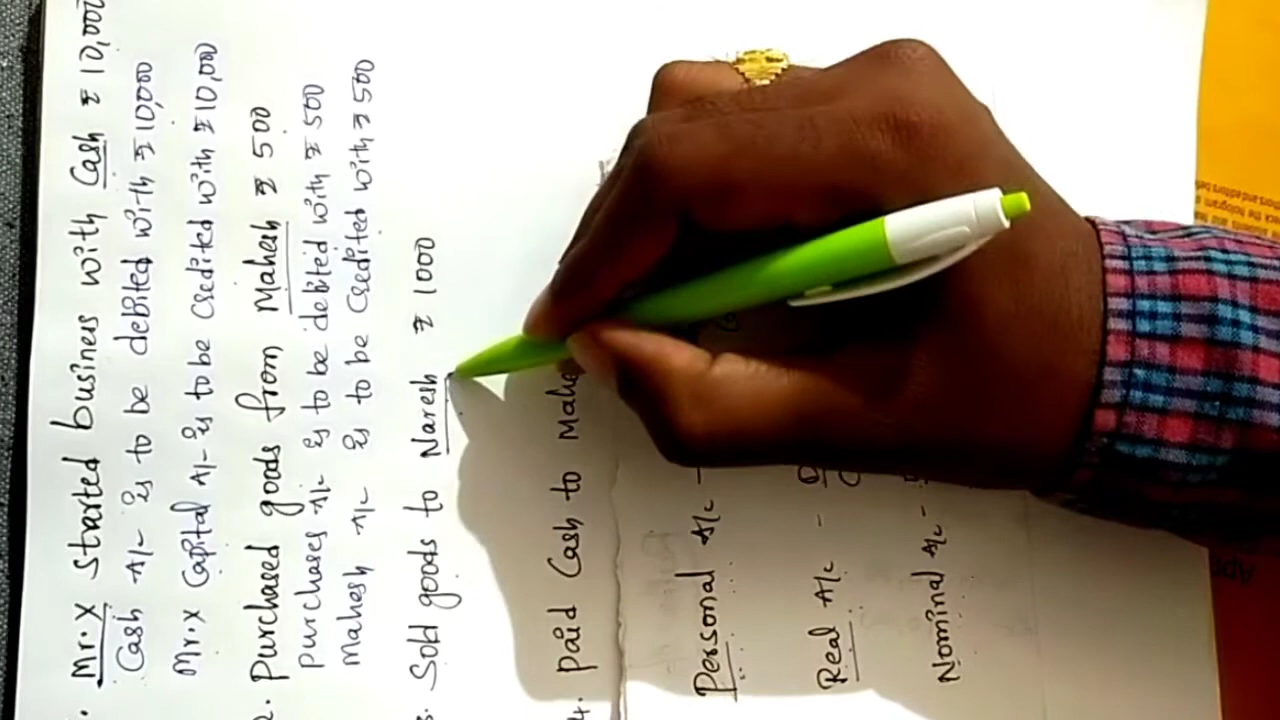 . Mr.X started business with Cash ₹ 10,000
Cash A/c is to be debited with ₹ 10,000
Mr.X Capital A/c is to be credited with ₹ 10,000
2. Purchased goods from Mahesh ₹ 500
Purchases A/c is to be debited with ₹ 500
Mahesh A/c is to be credited with ₹ 500
3. Sold goods to Naresh ₹ 1000
4. Paid Cash to Mahe
Personal A/c -
Real A/c -
Nominal A/c -